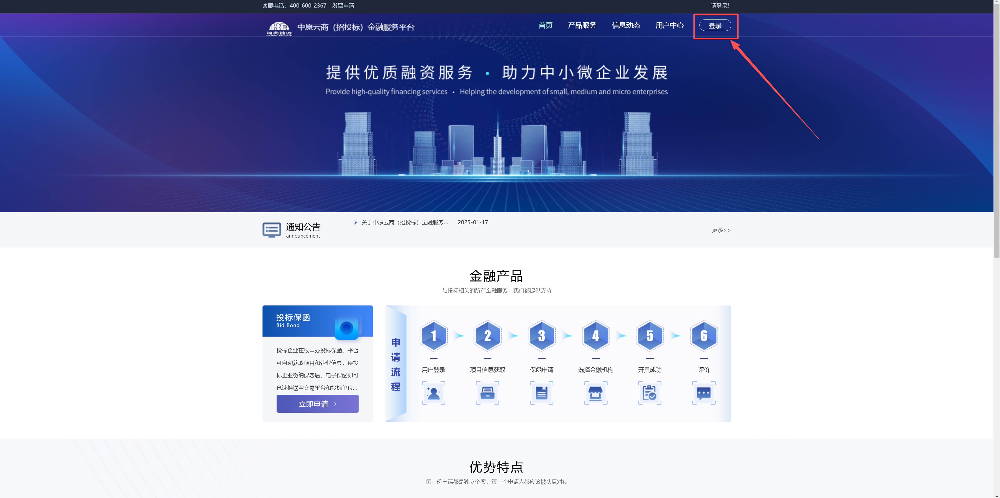 客服电话：400-600-2367 发票申请
请登录!
河南能源
HENAN ENERGY
中原云商（招投标）金融服务平台
首页 产品服务 信息动态 用户中心 登录
提供优质融资服务 · 助力中小微企业发展
Provide high-quality financing services · Helping the development of small, medium and micro enterprises
通知公告
announcement
关于中原云商（招投标）金融服务... 2025-01-17
更多>>
金融产品
与投标相关的所有金融服务，我们都提供支持
投标保函
Bid Bond
投标企业在线申办投标保函，平台
可自动获取项目和企业信息，待投
标企业缴纳保费后，电子保函即可
迅速推送至交易平台和投标单位...
立即申请 >
申请流程
1 2 3 4 5 6
用户登录 项目信息获取 保函申请 选择金融机构 开具成功 评价
优势特点
每一份申请都是独立个案，每一个申请人都应该被认真对待